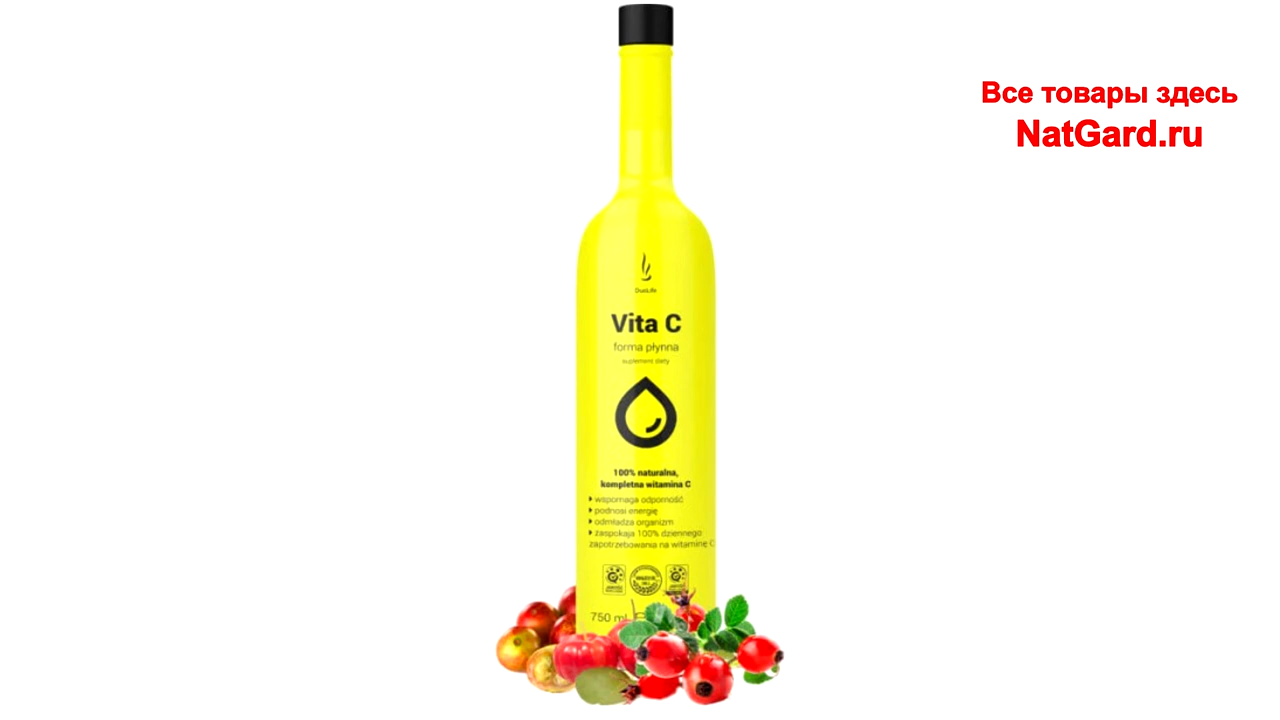 Все товары здесь
NatGard.ru
DuoLife
Vita C
forma płynna
suplement diety
100% naturalna,
kompletna witamina C
wspomaga odporność
podnosi energię
odmładza organizm
zaspokaja 100% dziennego
zapotrzebowania na witaminę C
750 ml